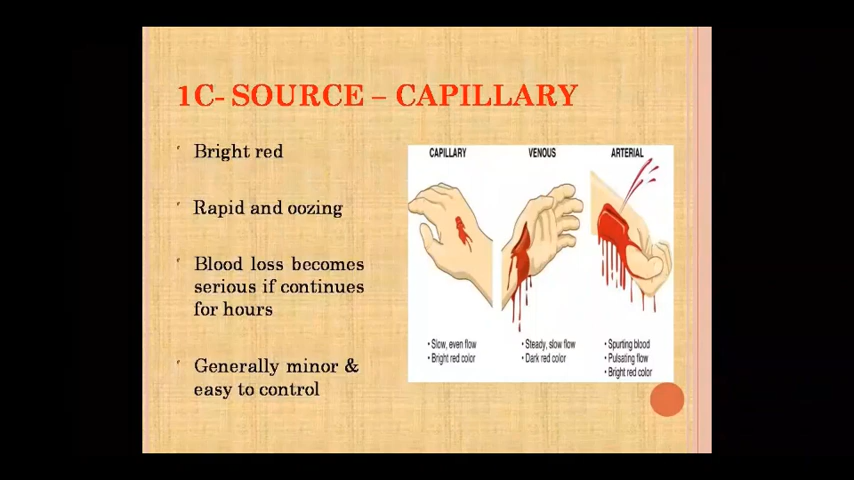 1C- SOURCE – CAPILLARY
Bright red
Rapid and oozing
Blood loss becomes
serious if continues
for hours
Generally minor &
easy to control
CAPILLARY
• Slow, even flow
• Bright red color
VENOUS
• Steady, slow flow
• Dark red color
ARTERIAL
• Spurting blood
• Pulsating flow
• Bright red color